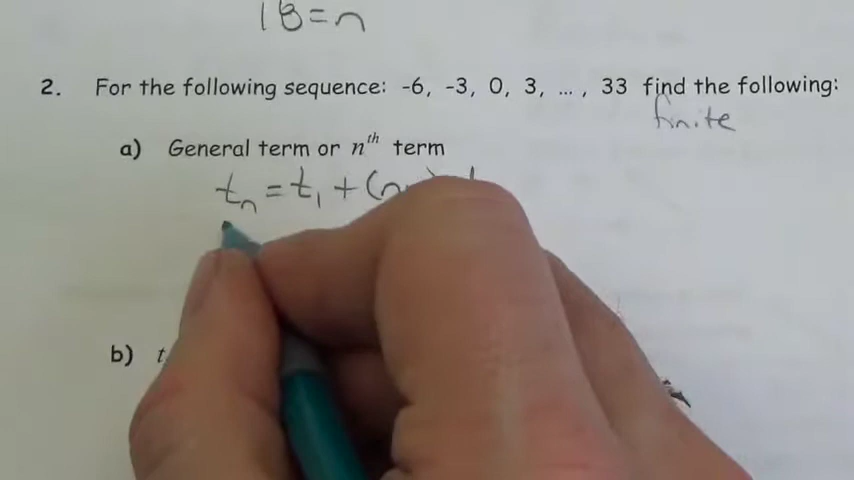 18=n
2. For the following sequence: -6, -3, 0, 3, ... , 33 find the following:
finite
a) General term or nth term
tn = t1 + (n
b) t